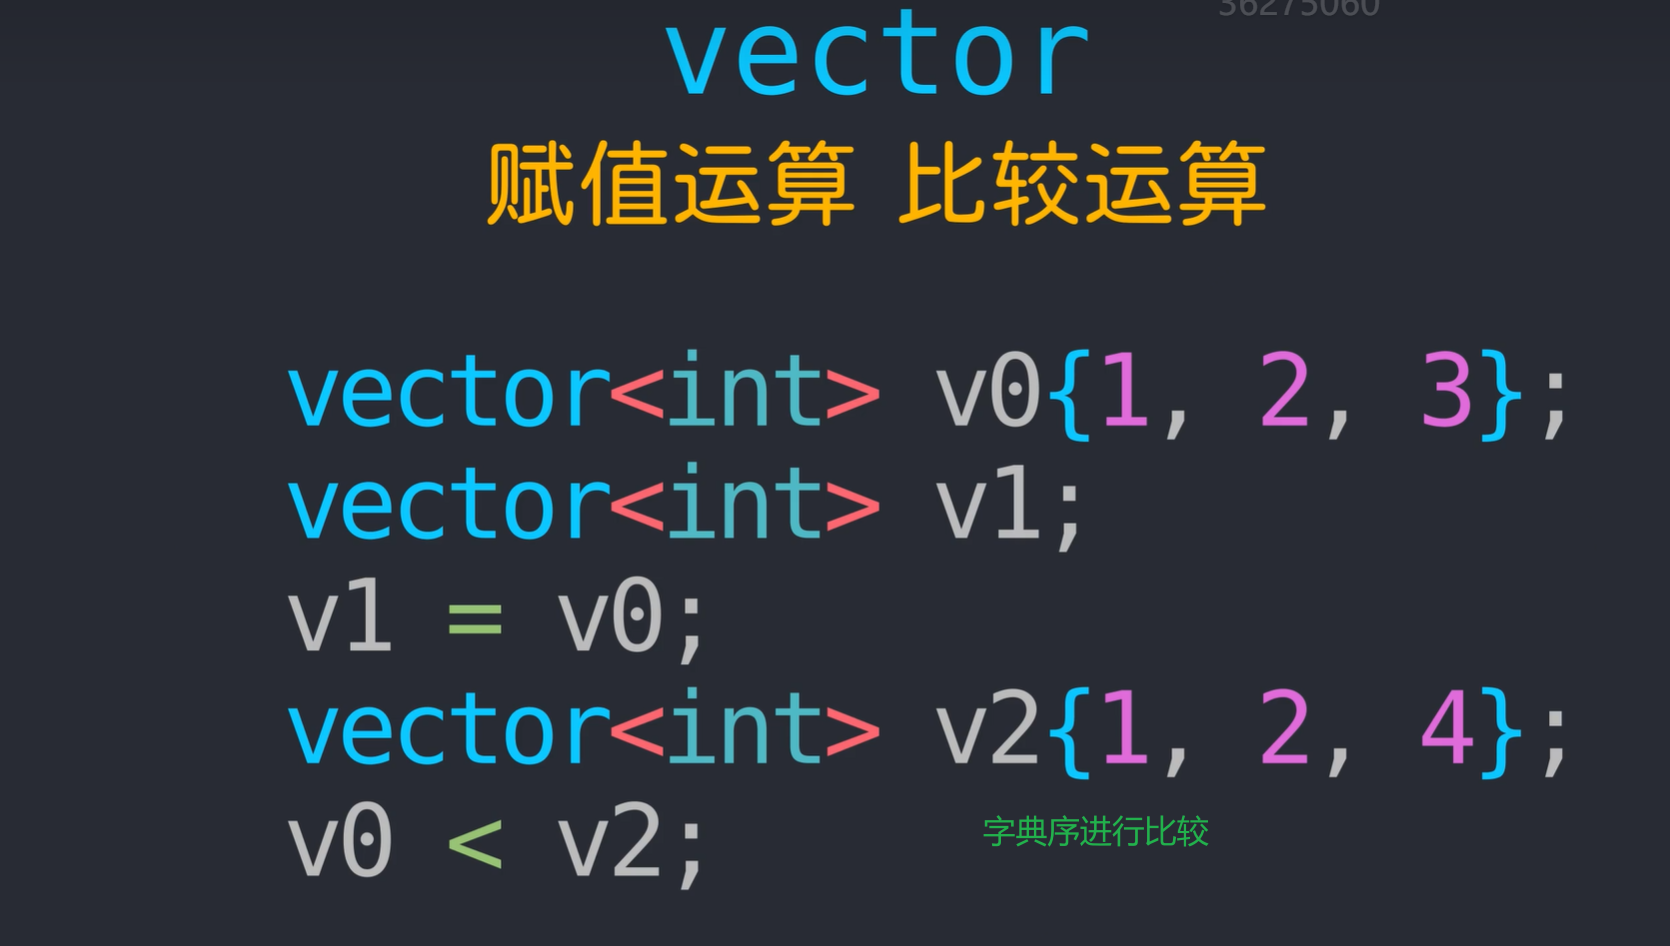 36275060
vector
赋值运算 比较运算
vector<int> v0{1, 2, 3};
vector<int> v1;
v1 = v0;
vector<int> v2{1, 2, 4};
v0 < v2;
字典序进行比较